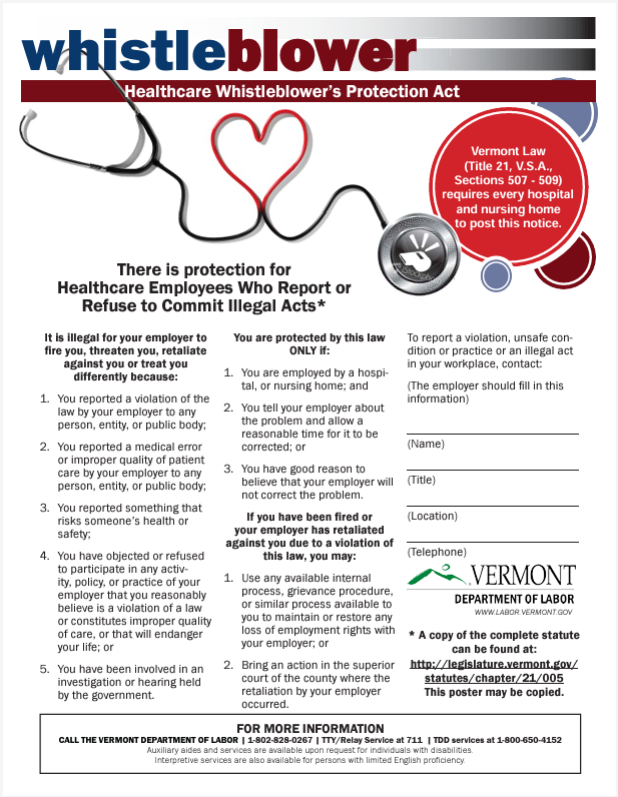 whistleblower
Healthcare Whistleblower's Protection Act
Vermont Law
(Title 21, V.S.A.,
Sections 507 - 509)
requires every hospital
and nursing home
to post this notice.
There is protection for
Healthcare Employees Who Report or
Refuse to Commit Illegal Acts*
It is illegal for your employer to
fire you, threaten you, retaliate
against you or treat you
differently because:
1. You reported a violation of the
law by your employer to any
person, entity, or public body;
2. You reported a medical error
or improper quality of patient
care by your employer to any
person, entity, or public body;
3. You reported something that
risks someone's health or
safety;
4. You have objected or refused
to participate in any activ-
ity, policy, or practice of your
employer that you reasonably
believe is a violation of a law
or constitutes improper quality
of care, or that will endanger
your life; or
5. You have been involved in an
investigation or hearing held
by the government.
You are protected by this law
ONLY if:
1. You are employed by a hospi-
tal, or nursing home; and
2. You tell your employer about
the problem and allow a
reasonable time for it to be
corrected; or
3. You have good reason to
believe that your employer will
not correct the problem.
If you have been fired or
your employer has retaliated
against you due to a violation of
this law, you may:
1. Use any available internal
process, grievance procedure,
or similar process available to
you to maintain or restore any
loss of employment rights with
your employer; or
2. Bring an action in the superior
court of the county where the
retaliation by your employer
occurred.
To report a violation, unsafe con-
dition or practice or an illegal act
in your workplace, contact:
(The employer should fill in this
information)
(Name)
(Title)
(Location)
(Telephone)
VERMONT
DEPARTMENT OF LABOR
WWW.LABOR.VERMONT.GOV
* A copy of the complete statute
can be found at:
http://legislature.vermont.gov/
statutes/chapter/21/005
This poster may be copied.
FOR MORE INFORMATION
CALL THE VERMONT DEPARTMENT OF LABOR | 1-802-828-0267 | TTY/Relay Service at 711 | TDD services at 1-800-650-4152
Auxiliary aides and services are available upon request for individuals with disabilities.
Interpretive services are also available for persons with limited English proficiency.